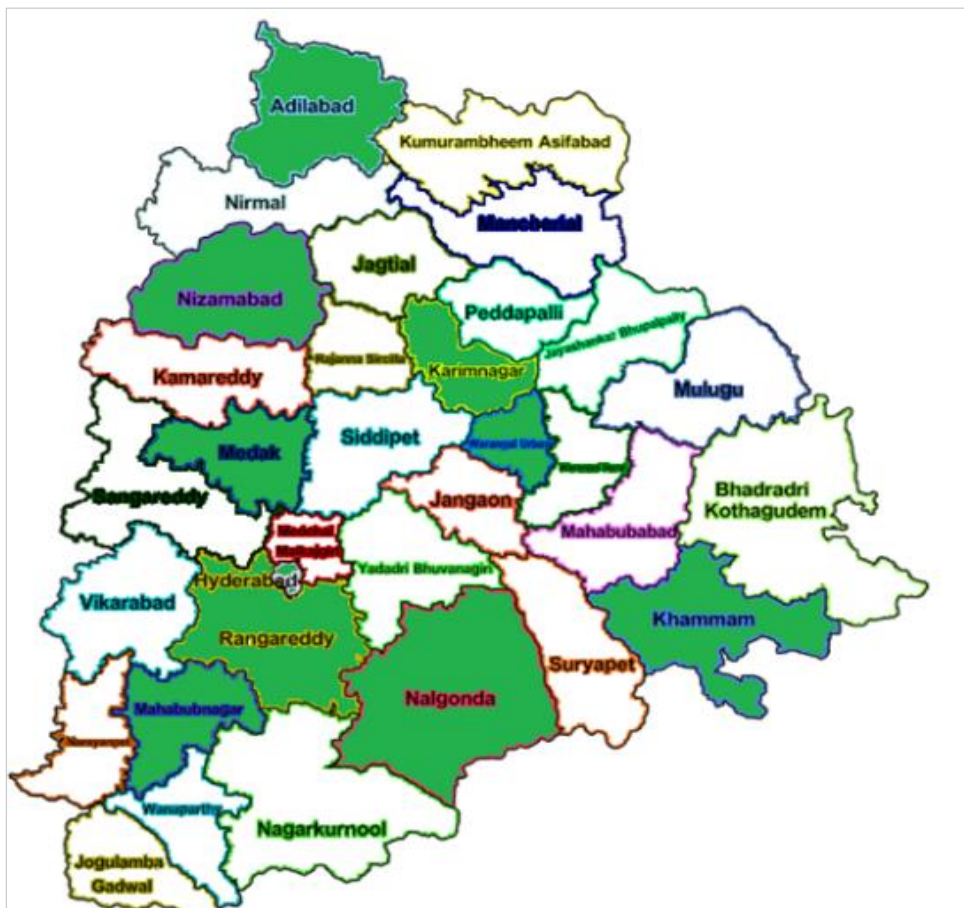 Adilabad
Kumurambheem Asifabad
Nirmal
Mancherial
Jagtial
Nizamabad
Peddapalli
Jayashankar Bhupalpally
Rajanna Sircilla
Karimnagar
Kamareddy
Mulugu
Siddipet
Warangal Urban
Medak
Warangal Rural
Sangareddy
Jangaon
Bhadradri
Kothagudem
Mahabubabad
Medchal
Malkajgiri
Yadadri Bhuvanagiri
Hyderabad
Vikarabad
Khammam
Rangareddy
Suryapet
Nalgonda
Mahabubnagar
Narayanpet
Wanaparthy
Nagarkurnool
Jogulamba
Gadwal